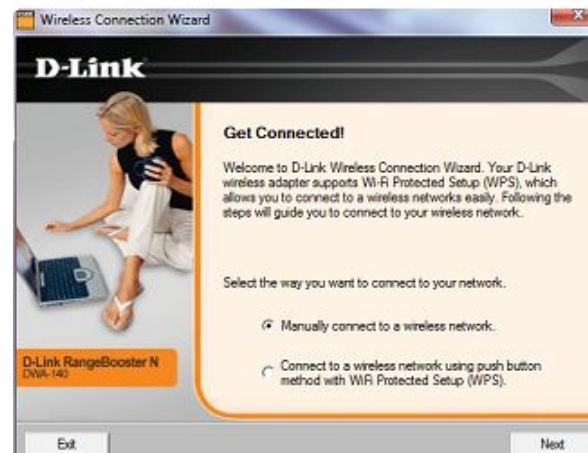 Wireless Connection Wizard
D-Link
Get Connected!
Welcome to D-Link Wireless Connection Wizard. Your D-Link
wireless adapter supports Wi-Fi Protected Setup (WPS), which
allows you to connect to a wireless networks easily. Following the
steps will guide you to connect to your wireless network.
Select the way you want to connect to your network.
Manually connect to a wireless network.
Connect to a wireless network using push button
method with WiFi Protected Setup (WPS).
D-Link RangeBooster N
DWA-140
Exit
Next